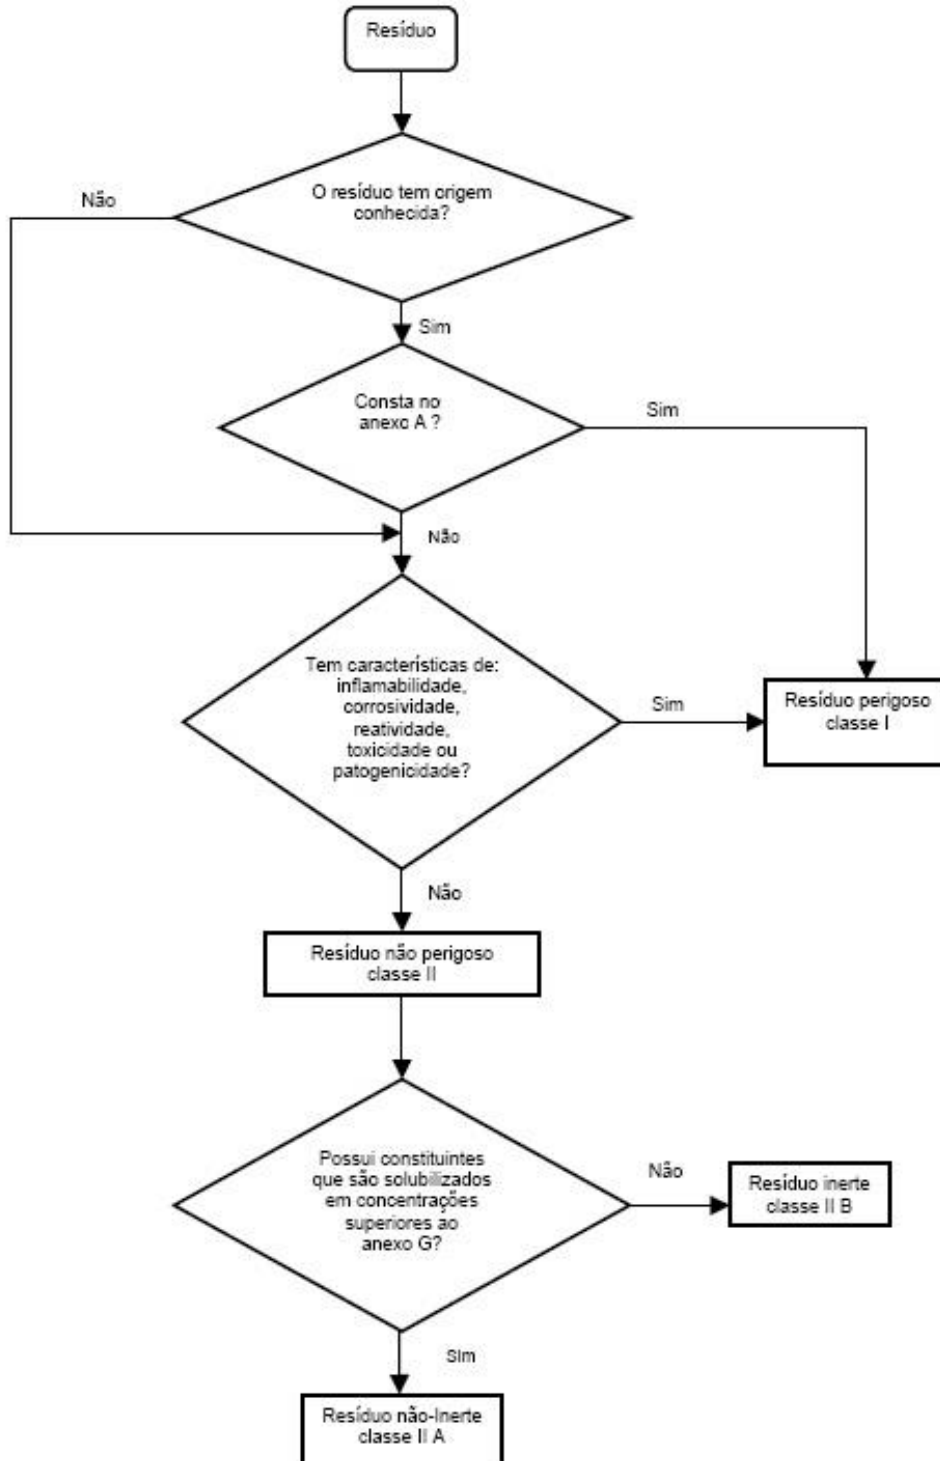 Resíduo
O resíduo tem origem
conhecida?
Não
Sim
Consta no
anexo A ?
Sim
Não
Tem características de:
inflamabilidade,
corrosividade,
reatividade,
toxicidade ou
patogenicidade?
Sim
Resíduo perigoso
classe I
Não
Resíduo não perigoso
classe II
Possui constituintes
que são solubilizados
em concentrações
superiores ao
anexo G?
Não
Resíduo inerte
classe II B
Sim
Resíduo não-Inerte
classe II A